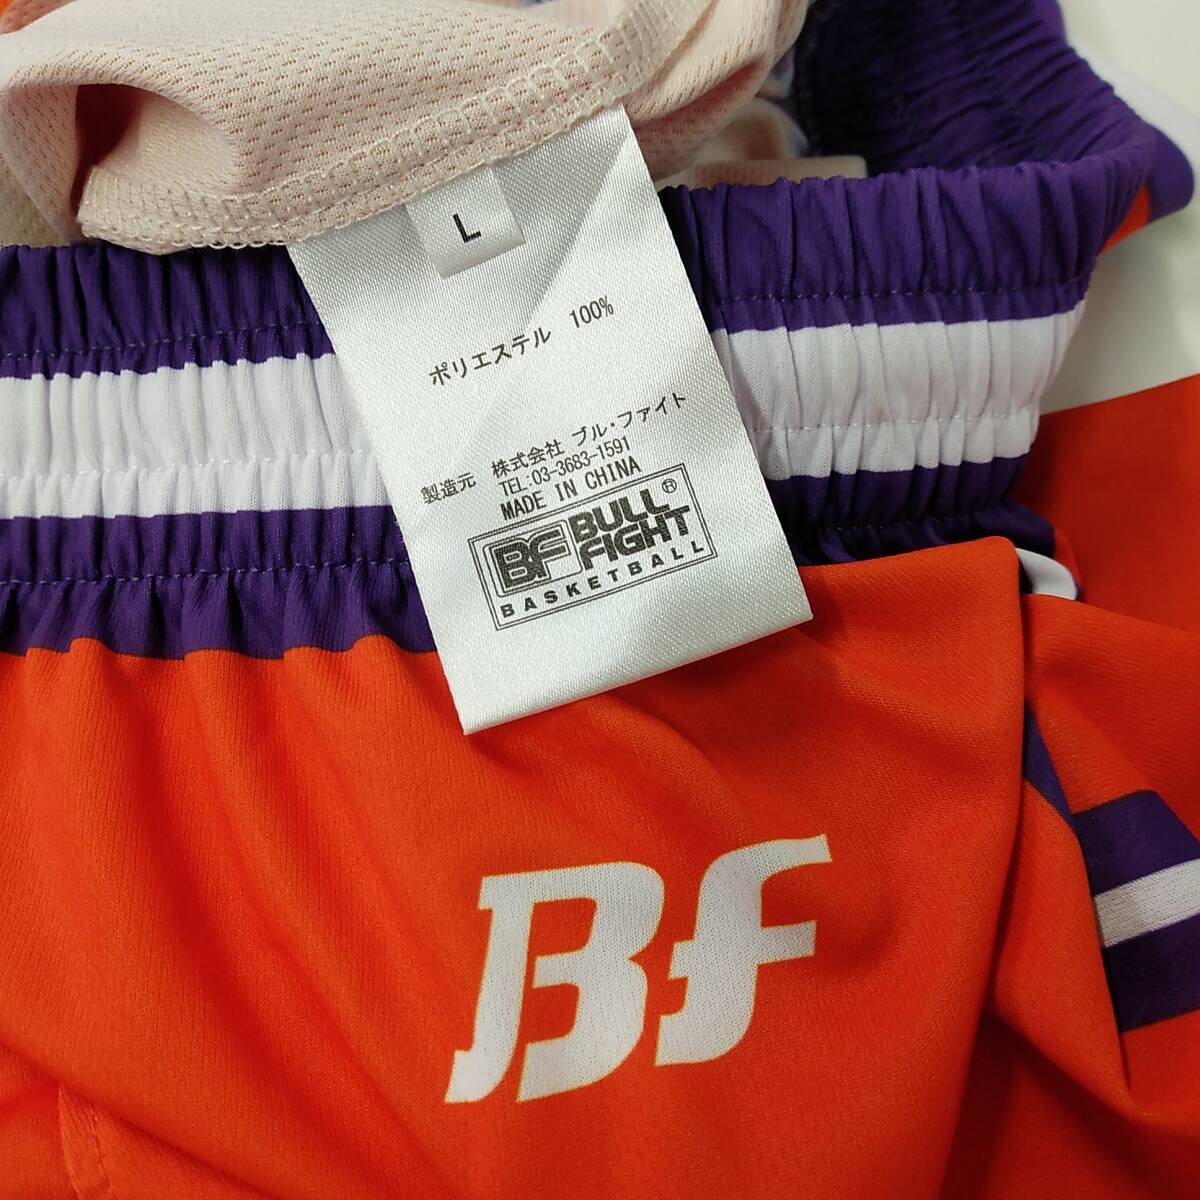 L
ポリエステル 100%
製造元 株式会社 ブル・ファイト
TEL:03-3683-1591
MADE IN CHINA
BF BULL FIGHT ®
BASKETBALL
BF